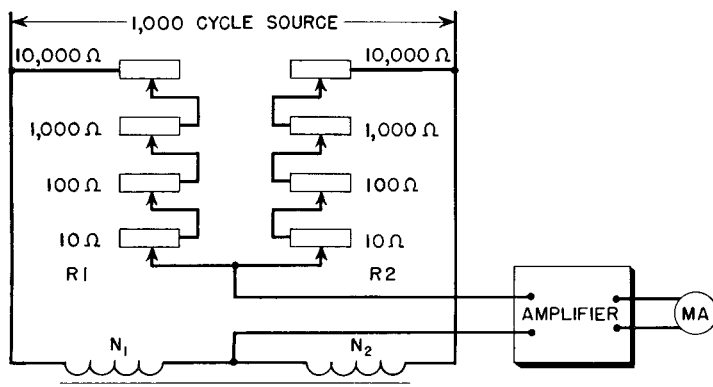 1,000 CYCLE SOURCE
10,000 Ω
10,000 Ω
1,000 Ω
1,000 Ω
100 Ω
100 Ω
10 Ω
10 Ω
R1
R2
AMPLIFIER
MA
N1
N2